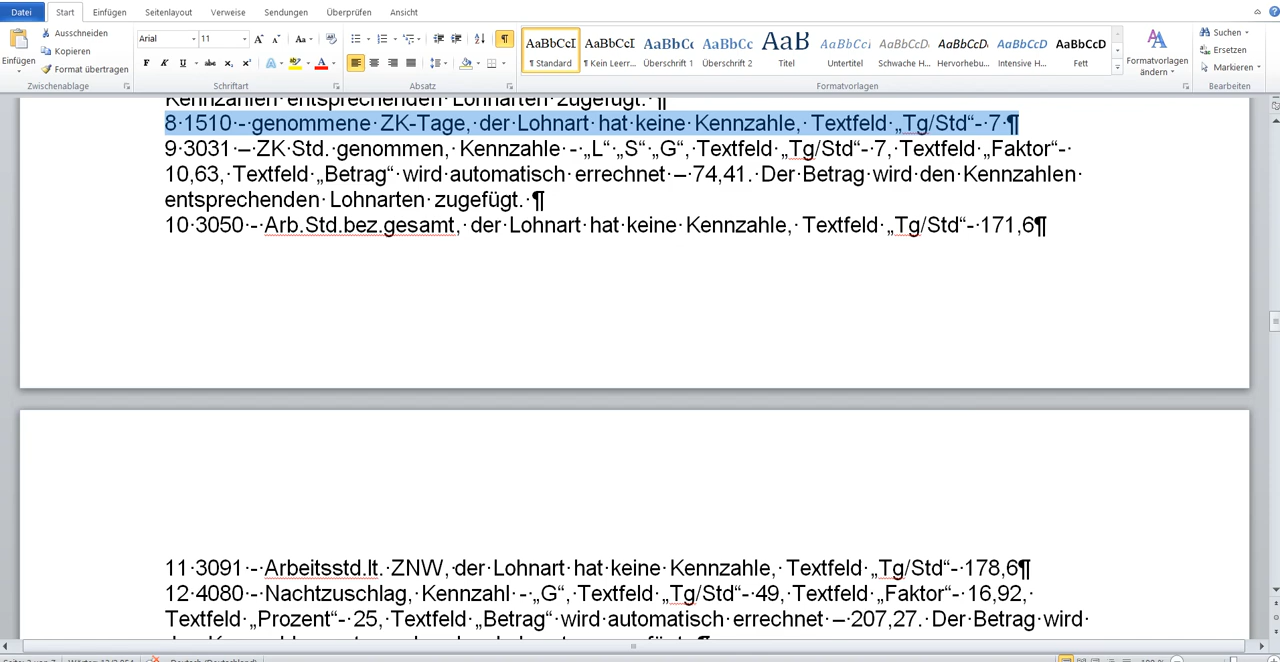 Datei Start Einfügen Seitenlayout Verweise Sendungen Überprüfen Ansicht
Einfügen
Ausschneiden
Kopieren
Format übertragen
Zwischenablage
Arial 11
F K U abc x₂ x²
Schriftart
Absatz
AaBbCcI AaBbCcI AaBbCc AaBbCc AaB AaBbCcI AaBbCcD AaBbCcD AaBbCcD AaBbCcD
¶ Standard ¶ Kein Leerr... Überschrift 1 Überschrift 2 Titel Untertitel Schwache H... Hervorhebu... Intensive H... Fett
Formatvorlagen
Formatvorlagen ändern
Suchen
Ersetzen
Markieren
Bearbeiten
Kennzahlen·entsprechenden·Lohnarten·zugefügt.·¶
8·1510·-·genommene·ZK-Tage,·der·Lohnart·hat·keine·Kennzahle,·Textfeld·„Tg/Std“-·7·¶
9·3031·–·ZK·Std.·genommen,·Kennzahle·-„L“·„S“·„G“,·Textfeld·„Tg/Std“-·7,·Textfeld·„Faktor“-·
10,63,·Textfeld·„Betrag“·wird·automatisch·errechnet·–·74,41.·Der·Betrag·wird·den·Kennzahlen·
entsprechenden·Lohnarten·zugefügt.·¶
10·3050·-·Arb.Std.bez.gesamt,·der·Lohnart·hat·keine·Kennzahle,·Textfeld·„Tg/Std“-·171,6¶
11·3091·-·Arbeitsstd.lt.·ZNW,·der·Lohnart·hat·keine·Kennzahle,·Textfeld·„Tg/Std“-·178,6¶
12·4080·-·Nachtzuschlag,·Kennzahl·-·„G“,·Textfeld·„Tg/Std“-·49,·Textfeld·„Faktor“-·16,92,·
Textfeld·„Prozent“-·25,·Textfeld·„Betrag“·wird·automatisch·errechnet·–·207,27.·Der·Betrag·wird·